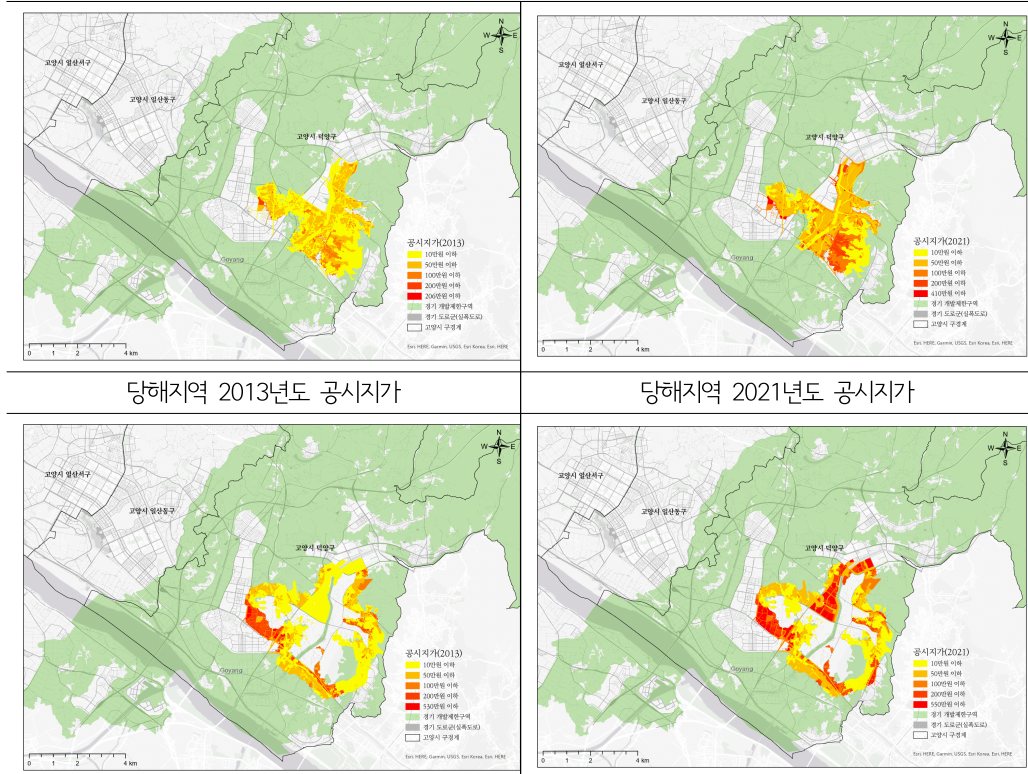 N
W E
S
고양시 일산서구
고양시 일산동구
고양시 덕양구
Goyang
공시지가(2013)
10만원 이하
50만원 이하
100만원 이하
200만원 이하
206만원 이하
경기 개발제한구역
경기 도로군(실폭도로)
고양시 구경계
0 1 2 4 km
Esri, HERE, Garmin, USGS, Esri Korea, Esri, HERE
N
W E
S
고양시 일산서구
고양시 일산동구
고양시 덕양구
Goyang
공시지가(2021)
10만원 이하
50만원 이하
100만원 이하
200만원 이하
410만원 이하
경기 개발제한구역
경기 도로군(실폭도로)
고양시 구경계
0 1 2 4 km
Esri, HERE, Garmin, USGS, Esri Korea, Esri, HERE
당해지역 2013년도 공시지가
당해지역 2021년도 공시지가
N
W E
S
고양시 일산서구
고양시 일산동구
고양시 덕양구
Goyang
공시지가(2013)
10만원 이하
50만원 이하
100만원 이하
200만원 이하
530만원 이하
경기 개발제한구역
경기 도로군(실폭도로)
고양시 구경계
0 1 2 4 km
Esri, HERE, Garmin, USGS, Esri Korea, Esri, HERE
N
W E
S
고양시 일산서구
고양시 일산동구
고양시 덕양구
Goyang
공시지가(2021)
10만원 이하
50만원 이하
100만원 이하
200만원 이하
550만원 이하
경기 개발제한구역
경기 도로군(실폭도로)
고양시 구경계
0 1 2 4 km
Esri, HERE, Garmin, USGS, Esri Korea, Esri, HERE